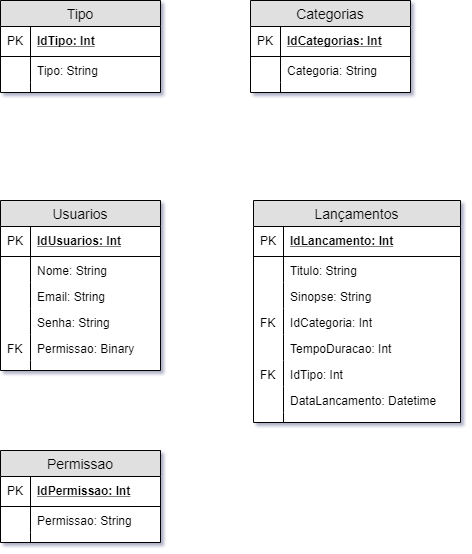 Tipo
PK IdTipo: Int
Tipo: String
Categorias
PK IdCategorias: Int
Categoria: String
Usuarios
PK IdUsuarios: Int
Nome: String
Email: String
Senha: String
FK Permissao: Binary
Lançamentos
PK IdLancamento: Int
Titulo: String
Sinopse: String
FK IdCategoria: Int
TempoDuracao: Int
FK IdTipo: Int
DataLancamento: Datetime
Permissao
PK IdPermissao: Int
Permissao: String